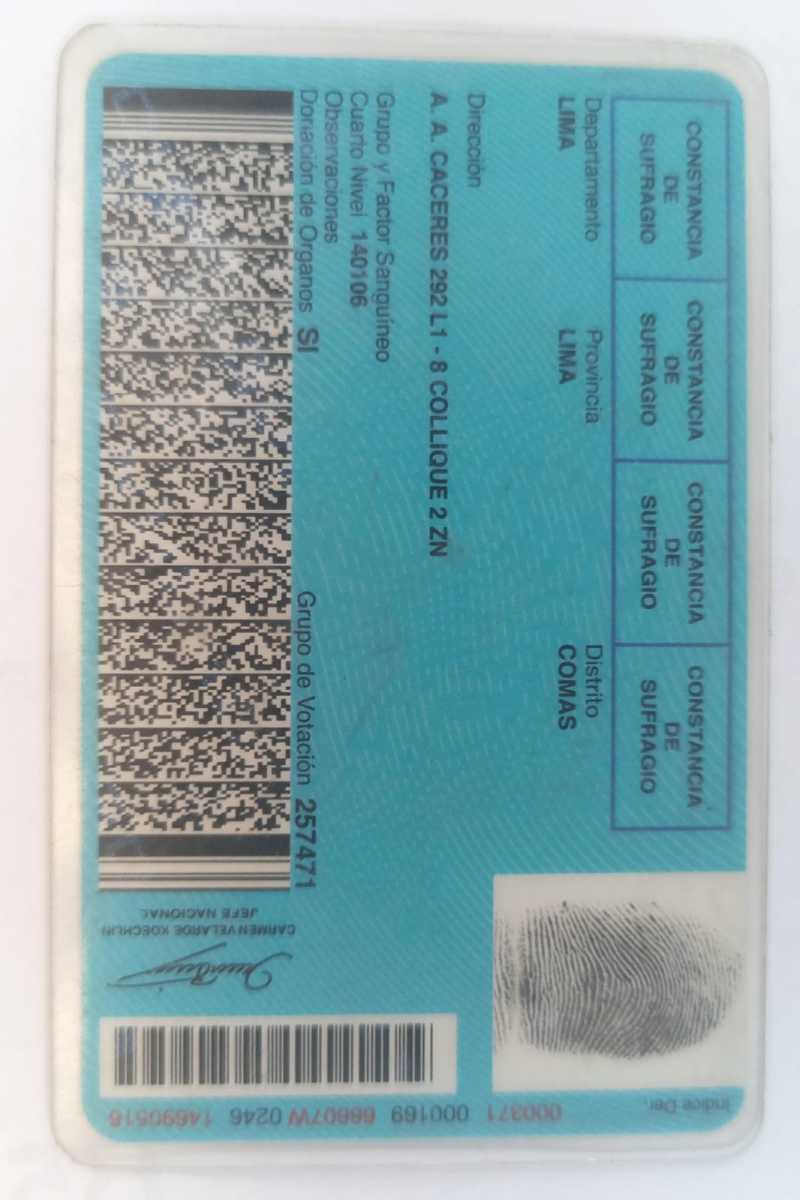 CONSTANCIA
DE
SUFRAGIO
CONSTANCIA
DE
SUFRAGIO
CONSTANCIA
DE
SUFRAGIO
CONSTANCIA
DE
SUFRAGIO
Departamento Provincia Distrito
LIMA LIMA COMAS
Dirección
A. A. CACERES 292 L1 - 8 COLLIQUE 2 ZN
Grupo y Factor Sanguíneo
Cuarto Nivel 140106
Observaciones
Donación de Organos SI Grupo de Votación 257471
CARMEN VELARDE KOECHLIN
JEFE NACIONAL
Indice Der.
000371 000169 66607W 0246 14690516